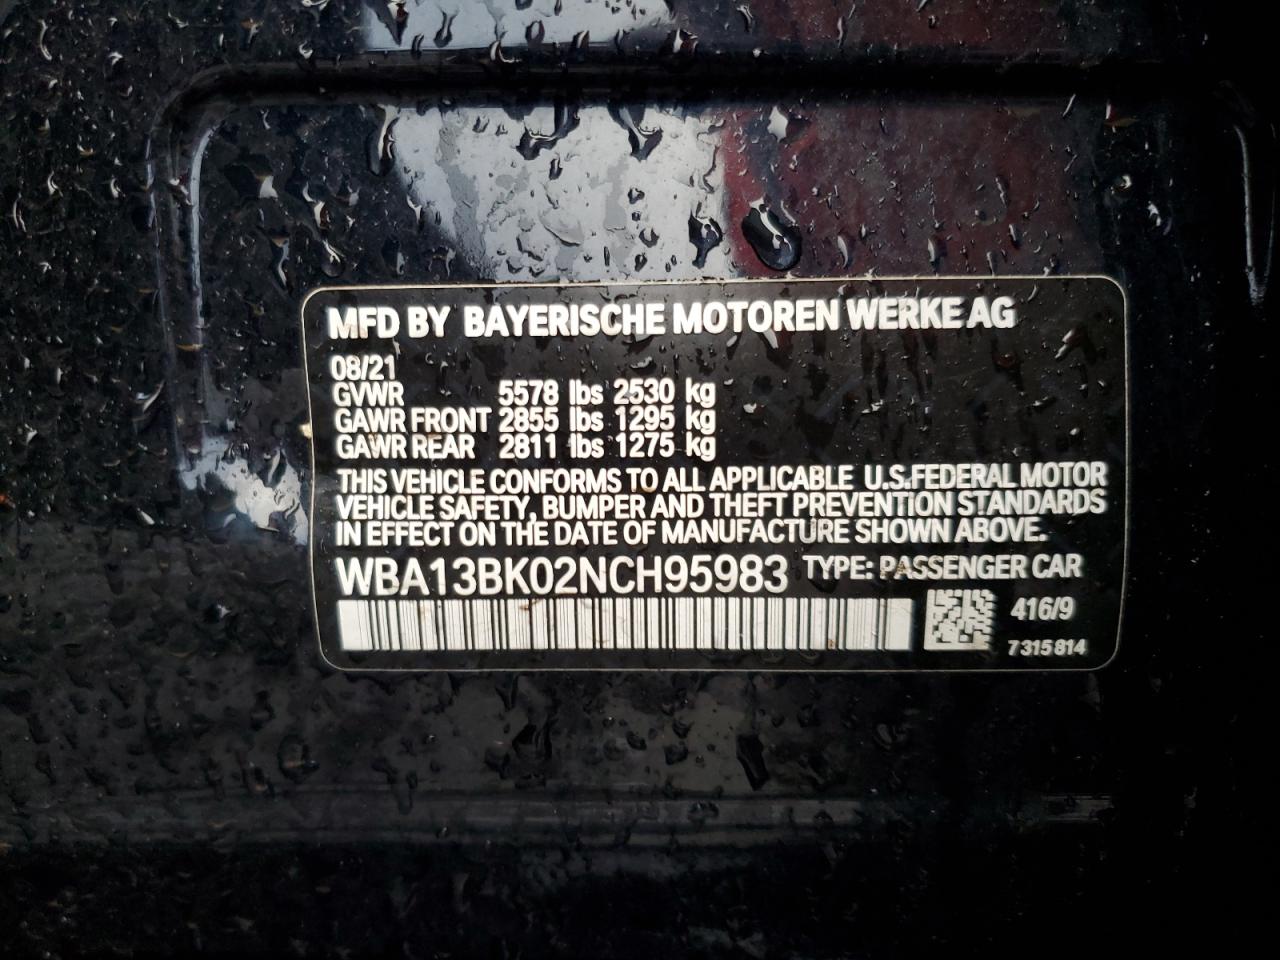 MFD BY BAYERISCHE MOTOREN WERKE AG
08/21
GVWR 5578 lbs 2530 kg
GAWR FRONT 2855 lbs 1295 kg
GAWR REAR 2811 lbs 1275 kg
THIS VEHICLE CONFORMS TO ALL APPLICABLE U.S.FEDERAL MOTOR
VEHICLE SAFETY, BUMPER AND THEFT PREVENTION STANDARDS
IN EFFECT ON THE DATE OF MANUFACTURE SHOWN ABOVE.
WBA13BK02NCH95983 TYPE: PASSENGER CAR
416/9
7 315 814